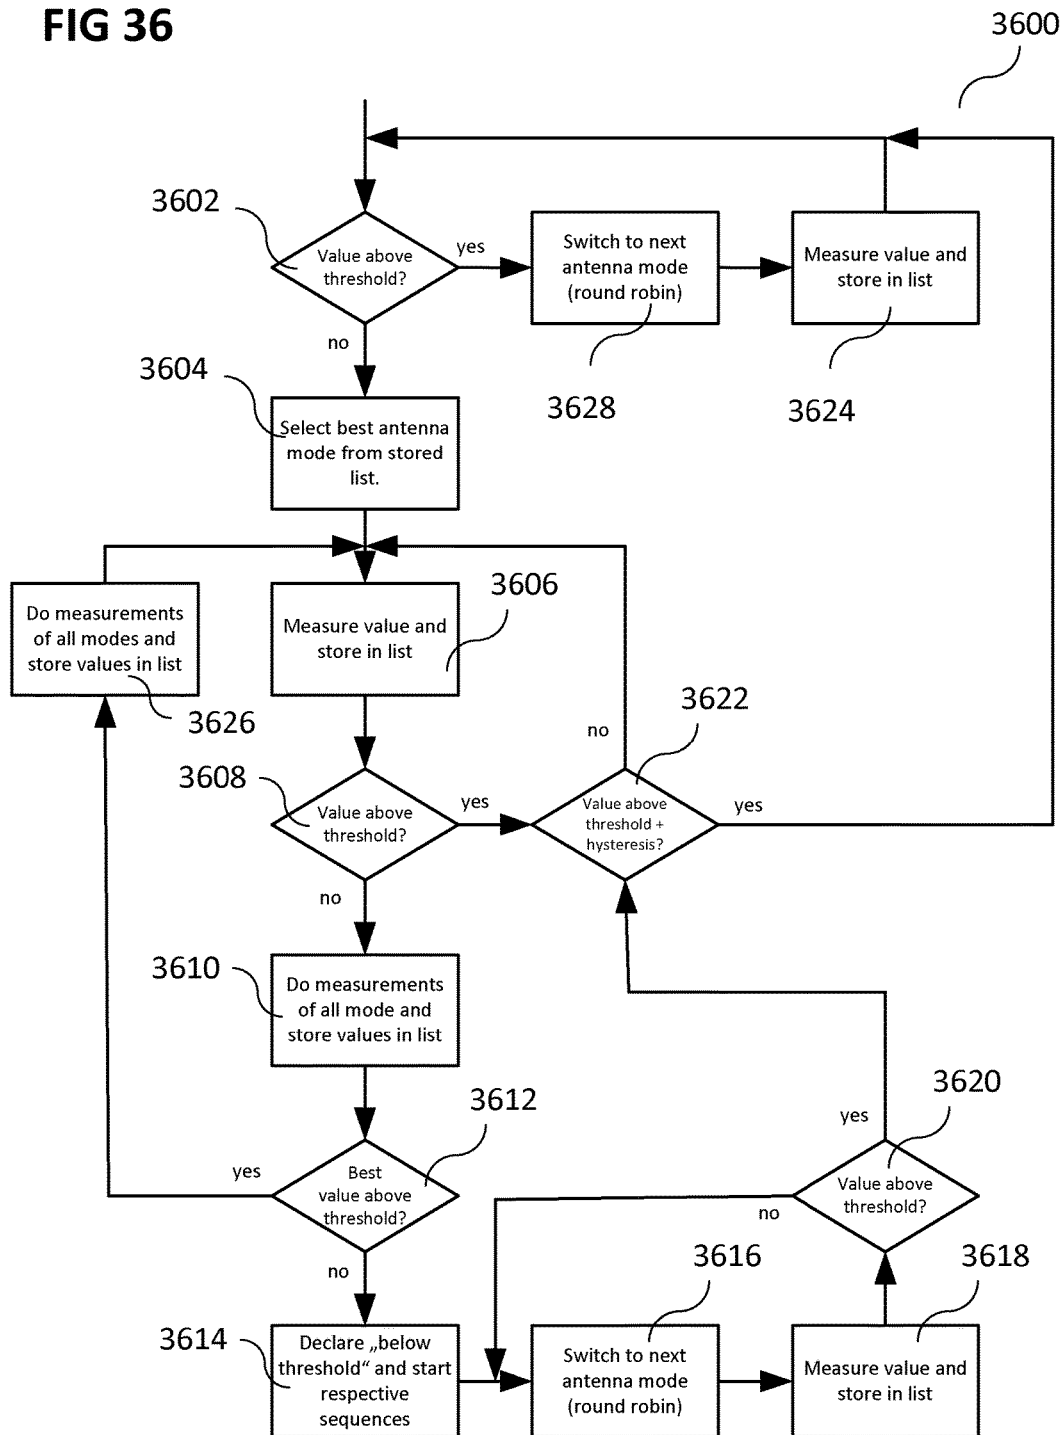 FIG 36
3600
3602
Value above
threshold?
yes
Switch to next
antenna mode
(round robin)
Measure value and
store in list
no
3604
3628
3624
Select best antenna
mode from stored
list.
3606
Do measurements
of all modes and
store values in list
Measure value and
store in list
3626
3622
no
3608
Value above
threshold?
yes
Value above
threshold +
hysteresis?
yes
no
3610
Do measurements
of all mode and
store values in list
3612
3620
yes
yes
Best
value above
threshold?
Value above
threshold?
no
no
3616
3618
3614
Declare „below
threshold“ and start
respective
sequences
Switch to next
antenna mode
(round robin)
Measure value and
store in list